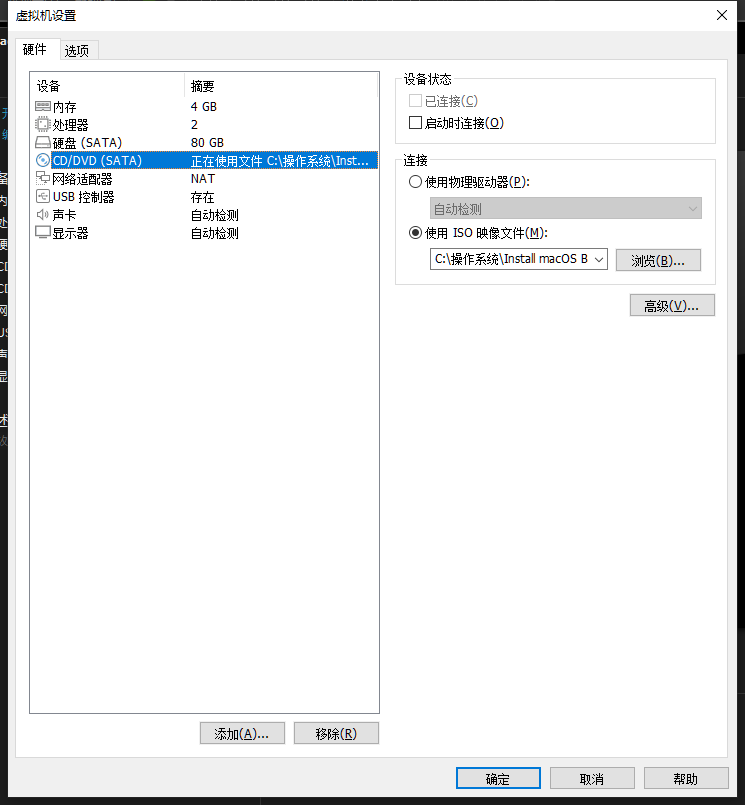 虚拟机设置
硬件 选项
设备 摘要
内存 4 GB
处理器 2
硬盘 (SATA) 80 GB
CD/DVD (SATA) 正在使用文件 C:\操作系统\Inst...
网络适配器 NAT
USB 控制器 存在
声卡 自动检测
显示器 自动检测
添加(A)... 移除(R)
设备状态
已连接(C)
启动时连接(O)
连接
使用物理驱动器(P):
自动检测
使用 ISO 映像文件(M):
C:\操作系统\Install macOS B 浏览(B)...
高级(V)...
确定 取消 帮助